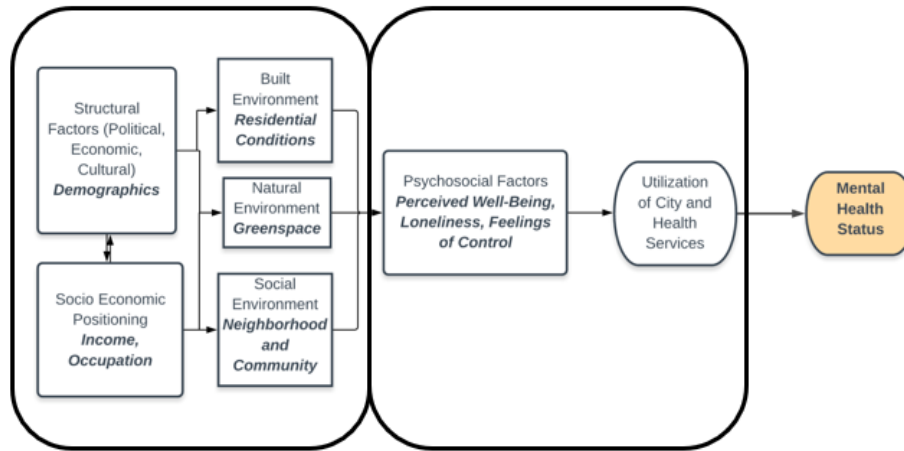 Structural
Factors (Political,
Economic,
Cultural)
Demographics
Socio Economic
Positioning
Income,
Occupation
Built
Environment
Residential
Conditions
Natural
Environment
Greenspace
Social
Environment
Neighborhood
and
Community
Psychosocial Factors
Perceived Well-Being,
Loneliness, Feelings
of Control
Utilization
of City and
Health
Services
Mental
Health
Status